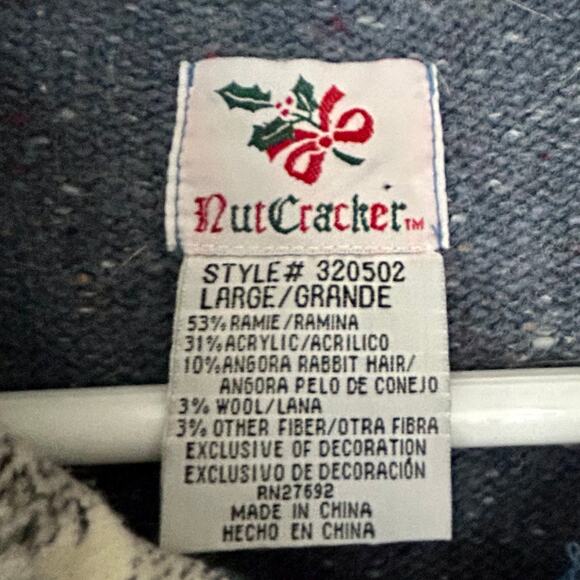 NutCracker™
STYLE# 320502
LARGE/GRANDE
53% RAMIE/RAMINA
31% ACRYLIC/ACRILICO
10% ANGORA RABBIT HAIR/
ANGORA PELO DE CONEJO
3% WOOL/LANA
3% OTHER FIBER/OTRA FIBRA
EXCLUSIVE OF DECORATION
EXCLUSIVO DE DECORACIÓN
RN27692
MADE IN CHINA
HECHO EN CHINA